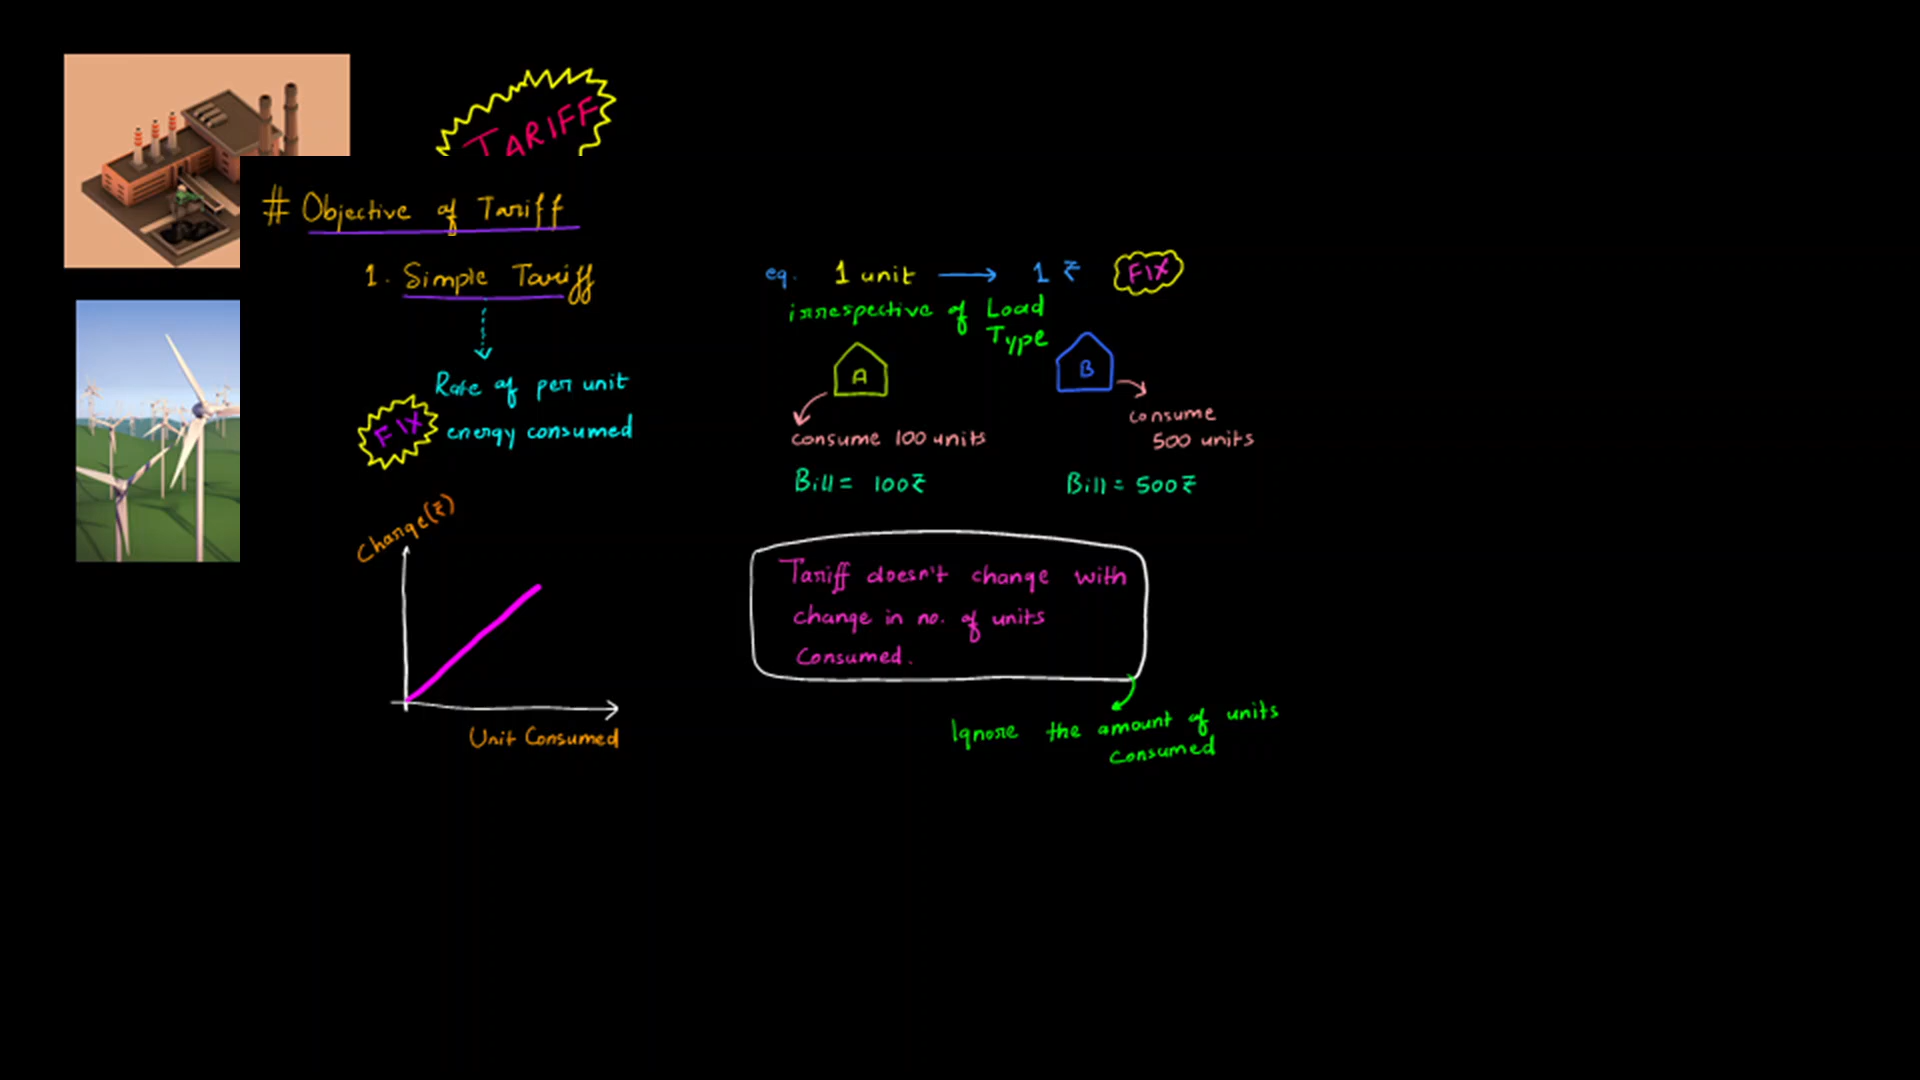 TARIFF
# Objective of Tariff
1. Simple Tariff
Rate of per unit
FIX energy consumed
Charge(₹)
Unit Consumed
eg. 1 unit → 1 ₹ FIX
irrespective of Load
Type
A
B
consume 100 units
consume
500 units
Bill = 100₹
Bill = 500₹
Tariff doesn't change with
change in no. of units
Consumed.
Ignore the amount of units
consumed